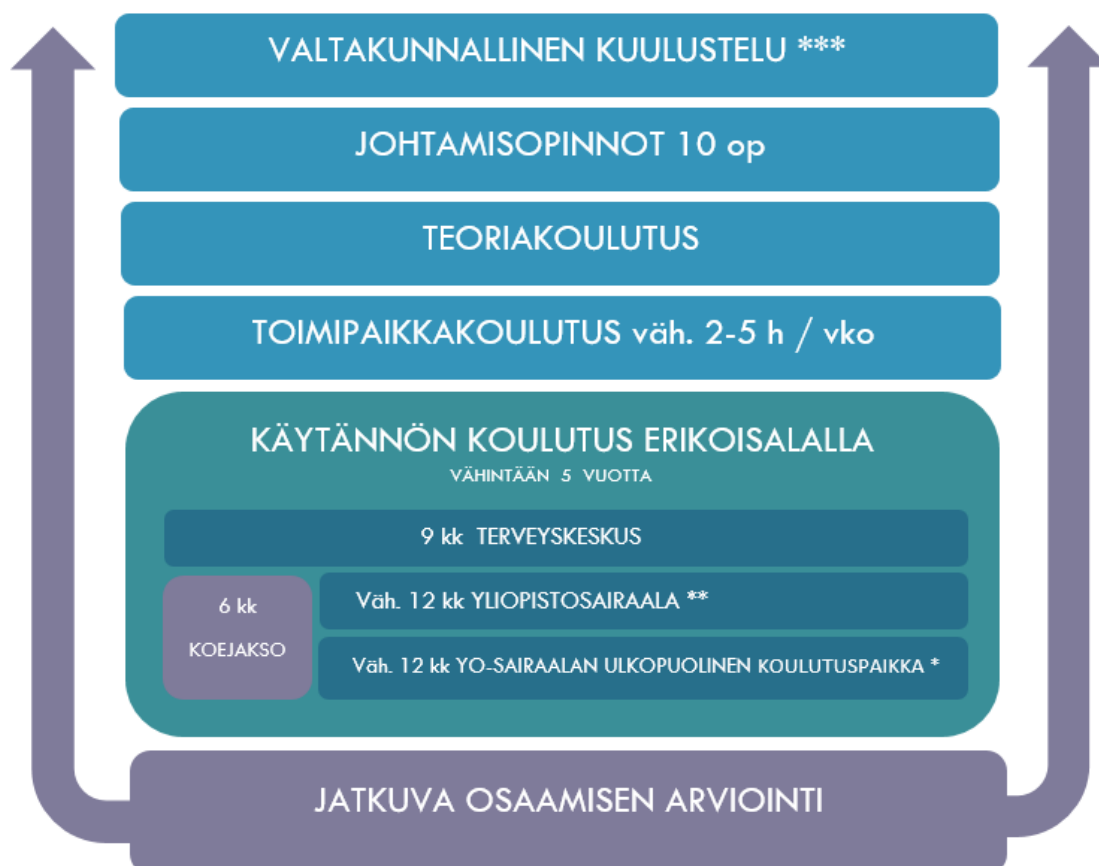 VALTAKUNNALLINEN KUULUSTELU ***
JOHTAMISOPINNOT 10 op
TEORIAKOULUTUS
TOIMIPAIKKAKOULUTUS väh. 2-5 h / vko
KÄYTÄNNÖN KOULUTUS ERIKOISALALLA
VÄHINTÄÄN 5 VUOTTA
9 kk TERVEYSKESKUS
6 kk
KOEJAKSO
Väh. 12 kk YLIOPISTOSAIRAALA **
Väh. 12 kk YO-SAIRAALAN ULKOPUOLINEN KOULUTUSPAIKKA *
JATKUVA OSAAMISEN ARVIOINTI